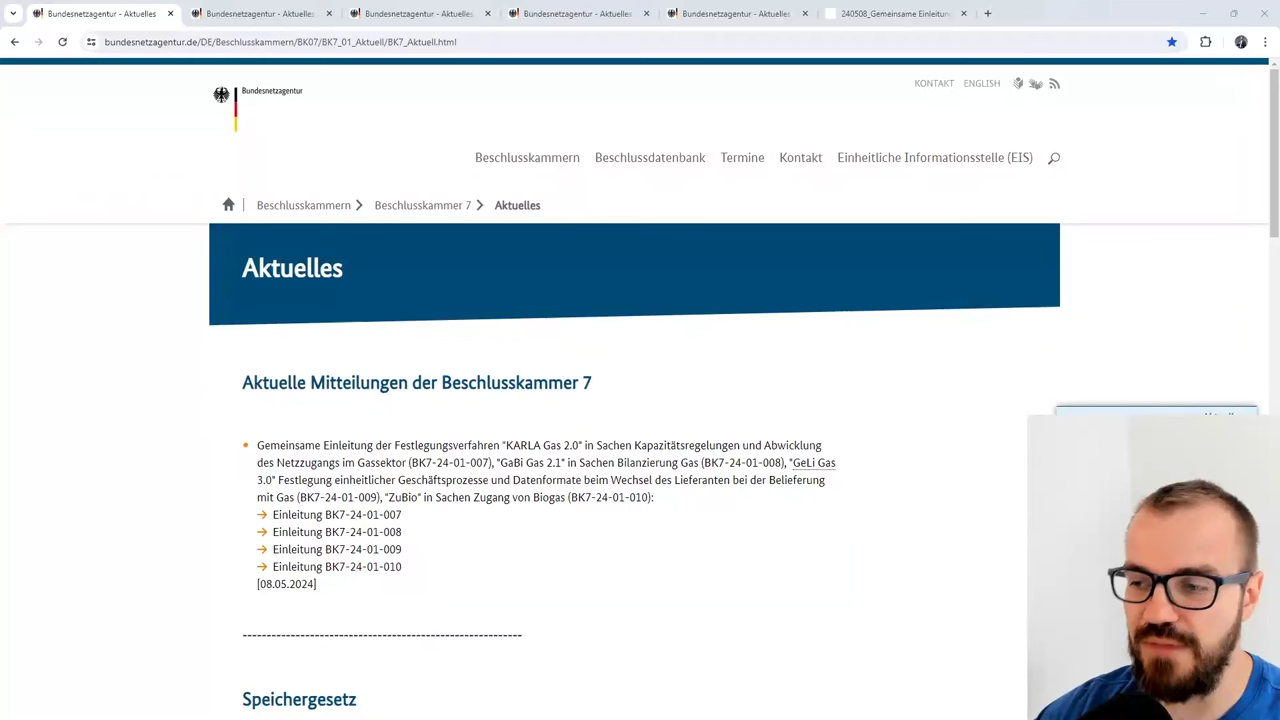 Bundesnetzagentur - Aktuelles
Bundesnetzagentur - Aktuelles
Bundesnetzagentur - Aktuelles
Bundesnetzagentur - Aktuelles
Bundesnetzagentur - Aktuelles
240508_Gemeinsame Einleitung
bundesnetzagentur.de/DE/Beschlusskammern/BK07/BK7_01_Aktuell/BK7_Aktuell.html
KONTAKT ENGLISH
Bundesnetzagentur
Beschlusskammern Beschlussdatenbank Termine Kontakt Einheitliche Informationsstelle (EIS)
Beschlusskammern Beschlusskammer 7 Aktuelles
Aktuelles
Aktuelle Mitteilungen der Beschlusskammer 7
Gemeinsame Einleitung der Festlegungsverfahren "KARLA Gas 2.0" in Sachen Kapazitätsregelungen und Abwicklung
des Netzzugangs im Gassektor (BK7-24-01-007), "GaBi Gas 2.1" in Sachen Bilanzierung Gas (BK7-24-01-008), "GeLi Gas
3.0" Festlegung einheitlicher Geschäftsprozesse und Datenformate beim Wechsel des Lieferanten bei der Belieferung
mit Gas (BK7-24-01-009), "ZuBio" in Sachen Zugang von Biogas (BK7-24-01-010):
→ Einleitung BK7-24-01-007
→ Einleitung BK7-24-01-008
→ Einleitung BK7-24-01-009
→ Einleitung BK7-24-01-010
[08.05.2024]
--------------------------------------------------------
Speichergesetz